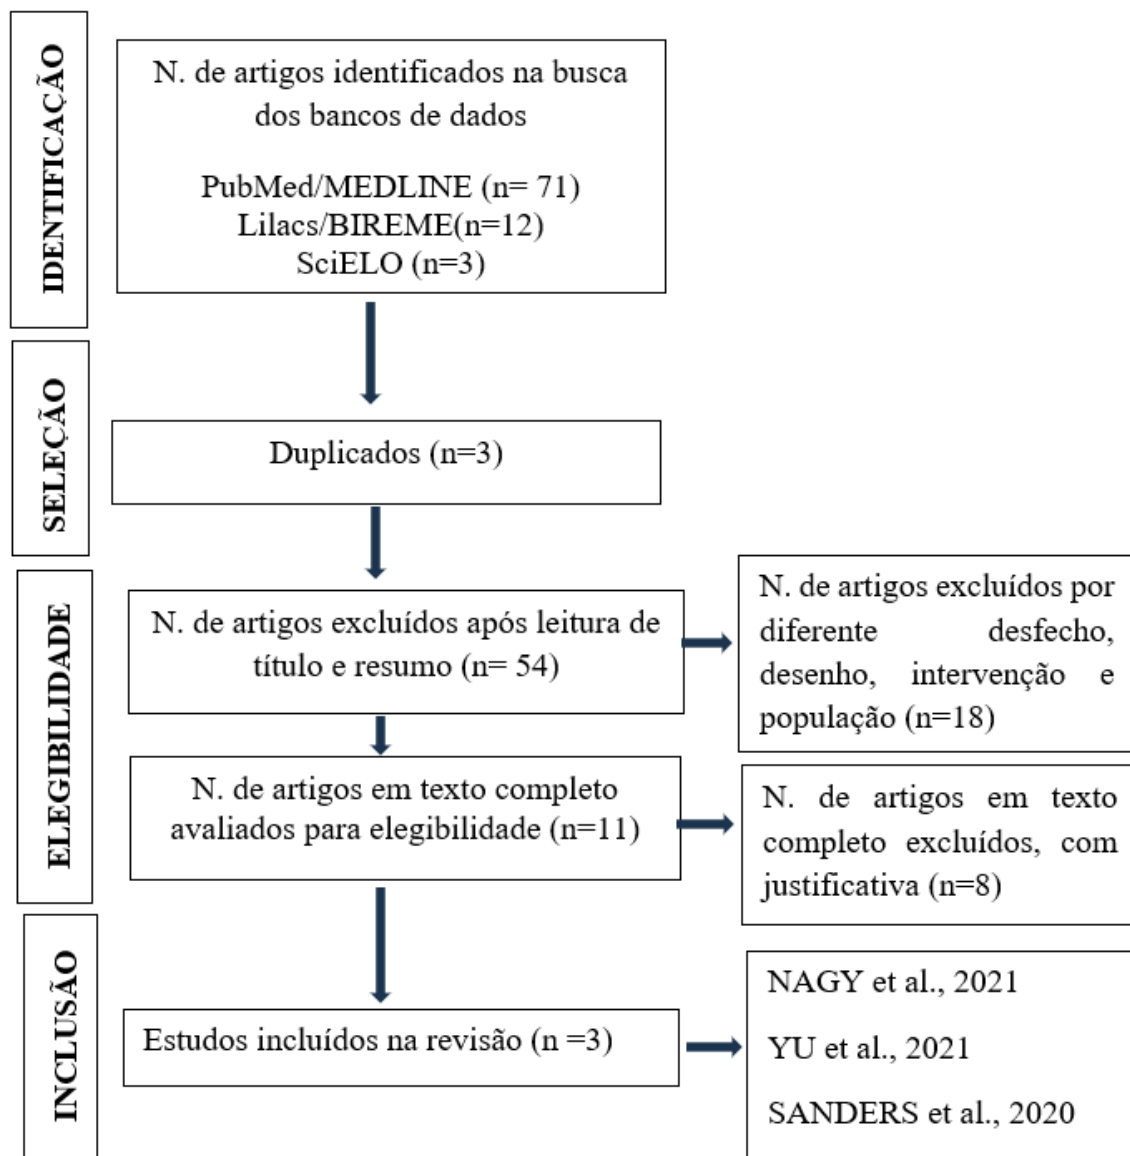 IDENTIFICAÇÃO
N. de artigos identificados na busca
dos bancos de dados
PubMed/MEDLINE (n= 71)
Lilacs/BIREME(n=12)
SciELO (n=3)
SELEÇÃO
Duplicados (n=3)
ELEGIBILIDADE
N. de artigos excluídos após leitura de
título e resumo (n= 54)
N. de artigos excluídos por
diferente desfecho,
desenho, intervenção e
população (n=18)
N. de artigos em texto completo
avaliados para elegibilidade (n=11)
N. de artigos em texto
completo excluídos, com
justificativa (n=8)
INCLUSÃO
Estudos incluídos na revisão (n =3)
NAGY et al., 2021
YU et al., 2021
SANDERS et al., 2020